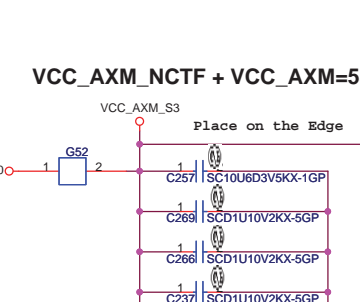 VCC_AXM_NCTF + VCC_AXM=5
VCC_AXM_S3
Place on the Edge
G52
1 2
1
C257 SC10U6D3V5KX-1GP
1
C269 SCD1U10V2KX-5GP
1
C266 SCD1U10V2KX-5GP
1
C237 SCD1U10V2KX-5GP